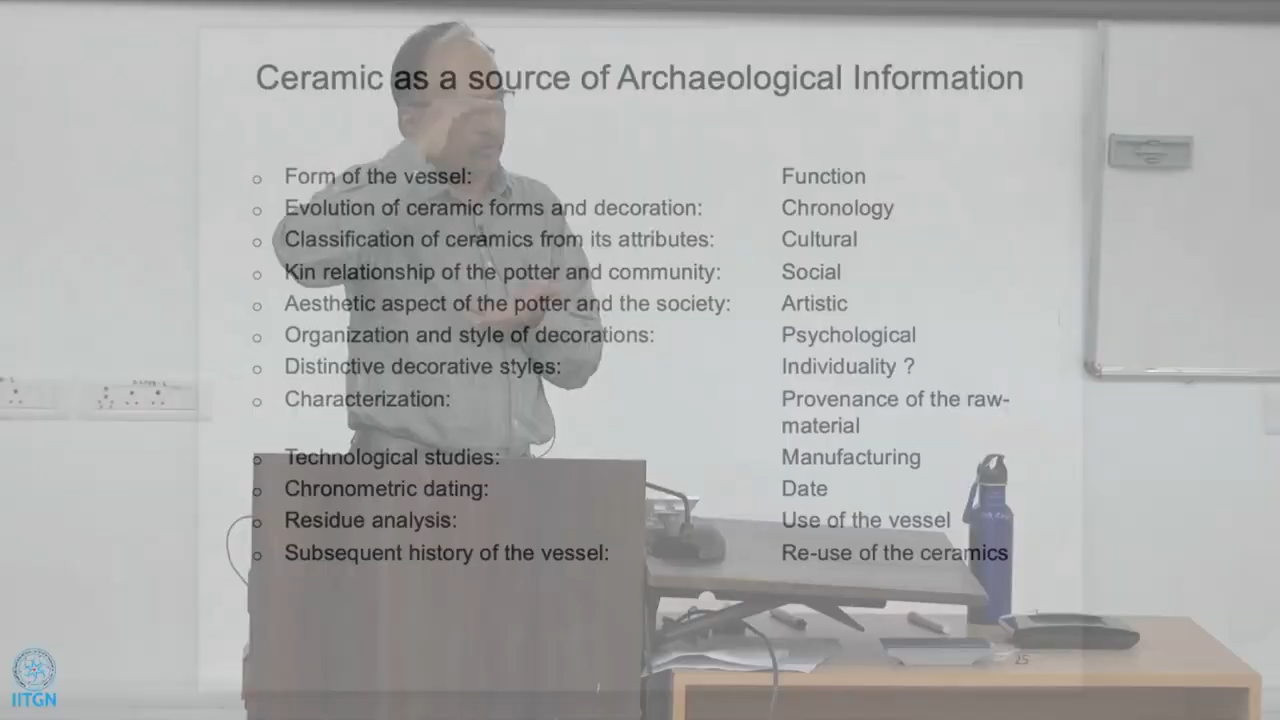 Ceramic as a source of Archaeological Information
Form of the vessel: Function
Evolution of ceramic forms and decoration: Chronology
Classification of ceramics from its attributes: Cultural
Kin relationship of the potter and community: Social
Aesthetic aspect of the potter and the society: Artistic
Organization and style of decorations: Psychological
Distinctive decorative styles: Individuality ?
Characterization: Provenance of the raw-
material
Technological studies: Manufacturing
Chronometric dating: Date
Residue analysis: Use of the vessel
Subsequent history of the vessel: Re-use of the ceramics
25
IITGN